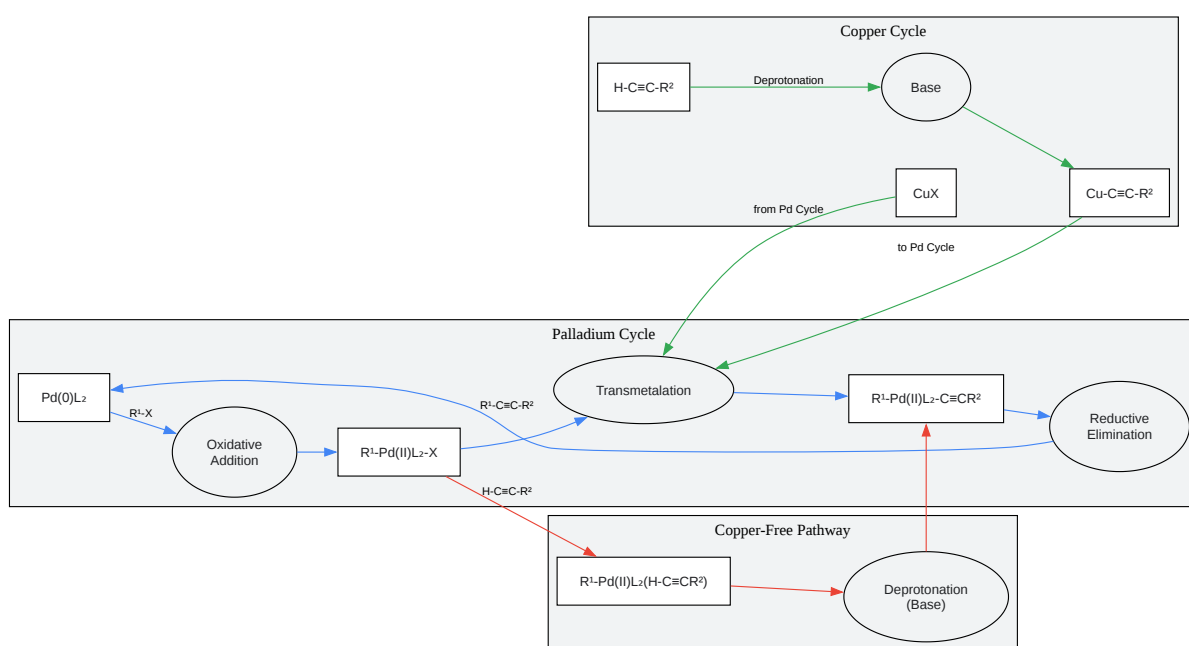 Copper Cycle
H-C≡C-R²
Deprotonation
Base
CuX
Cu-C≡C-R²
from Pd Cycle
to Pd Cycle
Palladium Cycle
Pd(0)L₂
R¹-X
Oxidative
Addition
R¹-Pd(II)L₂-X
R¹-C≡C-R²
Transmetalation
R¹-Pd(II)L₂-C≡CR²
Reductive
Elimination
H-C≡C-R²
Copper-Free Pathway
R¹-Pd(II)L₂(H-C≡CR²)
Deprotonation
(Base)